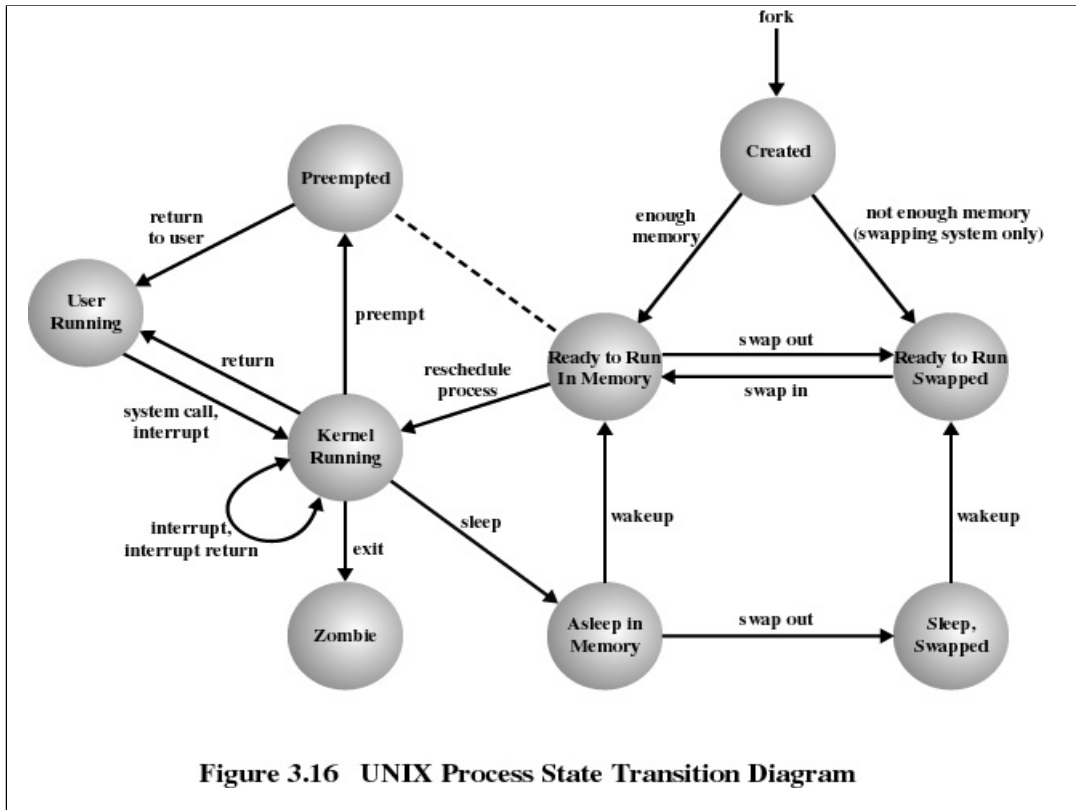 fork
Created
Preempted
return
to user
enough
memory
not enough memory
(swapping system only)
User
Running
preempt
return
Ready to Run
In Memory
swap out
swap in
Ready to Run
Swapped
reschedule
process
system call,
interrupt
Kernel
Running
interrupt,
interrupt return
sleep
wakeup
wakeup
exit
Zombie
Asleep in
Memory
swap out
Sleep,
Swapped
Figure 3.16 UNIX Process State Transition Diagram